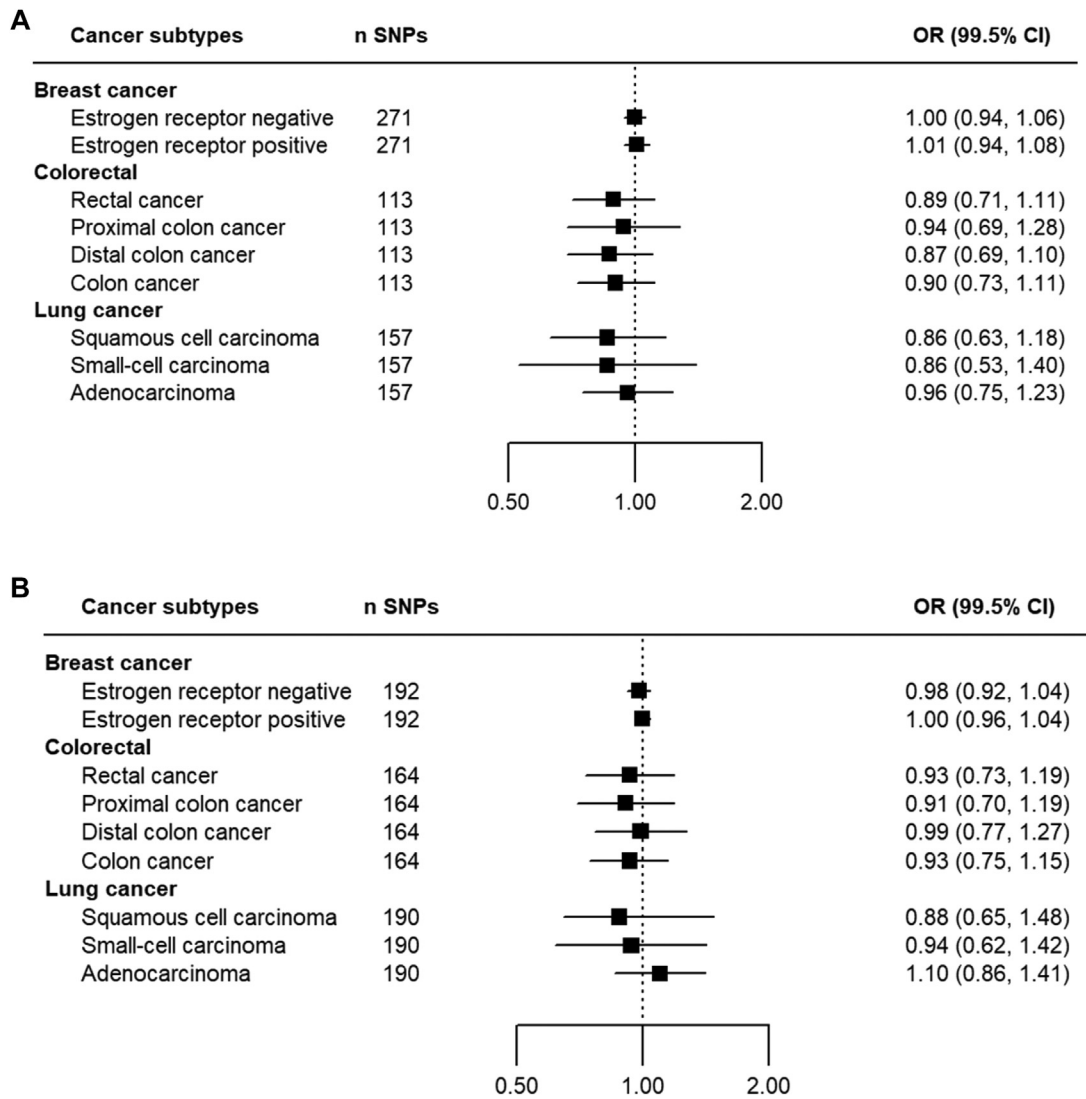 A
Cancer subtypes n SNPs OR (99.5% CI)
Breast cancer
Estrogen receptor negative 271 1.00 (0.94, 1.06)
Estrogen receptor positive 271 1.01 (0.94, 1.08)
Colorectal
Rectal cancer 113 0.89 (0.71, 1.11)
Proximal colon cancer 113 0.94 (0.69, 1.28)
Distal colon cancer 113 0.87 (0.69, 1.10)
Colon cancer 113 0.90 (0.73, 1.11)
Lung cancer
Squamous cell carcinoma 157 0.86 (0.63, 1.18)
Small-cell carcinoma 157 0.86 (0.53, 1.40)
Adenocarcinoma 157 0.96 (0.75, 1.23)
0.50 1.00 2.00
B
Cancer subtypes n SNPs OR (99.5% CI)
Breast cancer
Estrogen receptor negative 192 0.98 (0.92, 1.04)
Estrogen receptor positive 192 1.00 (0.96, 1.04)
Colorectal
Rectal cancer 164 0.93 (0.73, 1.19)
Proximal colon cancer 164 0.91 (0.70, 1.19)
Distal colon cancer 164 0.99 (0.77, 1.27)
Colon cancer 164 0.93 (0.75, 1.15)
Lung cancer
Squamous cell carcinoma 190 0.88 (0.65, 1.48)
Small-cell carcinoma 190 0.94 (0.62, 1.42)
Adenocarcinoma 190 1.10 (0.86, 1.41)
0.50 1.00 2.00